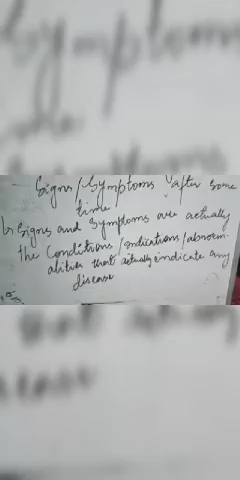 Signs/Symptoms after some
time
↳ Signs and Symptoms are actually
the Conditions/indications/abnorm-
alities that actually indicate any
disease